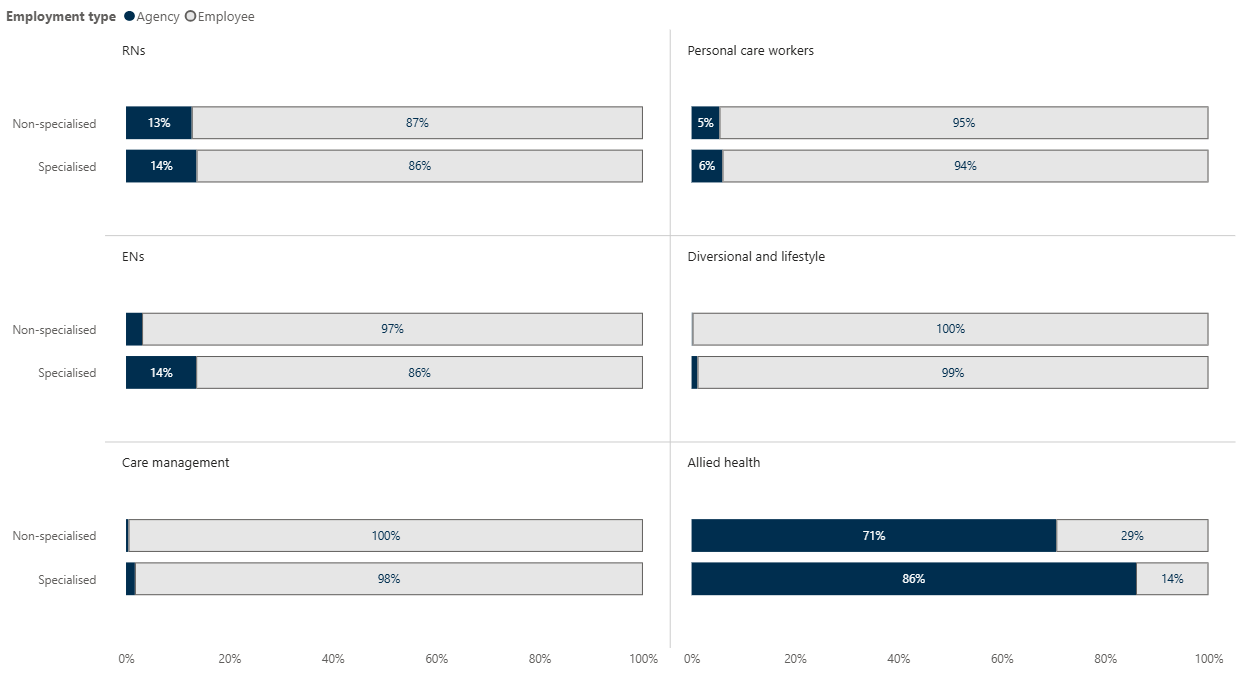 Employment type Agency Employee
RNs
Personal care workers
Non-specialised 13% 87% 5% 95%
Specialised 14% 86% 6% 94%
ENs
Diversional and lifestyle
Non-specialised 97% 100%
Specialised 14% 86% 99%
Care management
Allied health
Non-specialised 100% 71% 29%
Specialised 98% 86% 14%
0% 20% 40% 60% 80% 100% 0% 20% 40% 60% 80% 100%